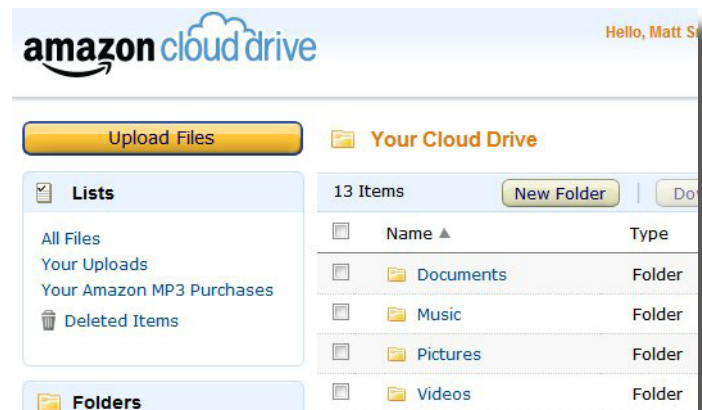 amazon cloud drive
Hello, Matt
Upload Files
Your Cloud Drive
Lists
All Files
Your Uploads
Your Amazon MP3 Purchases
Deleted Items
Folders
13 Items
New Folder
Name
Type
Documents
Folder
Music
Folder
Pictures
Folder
Videos
Folder